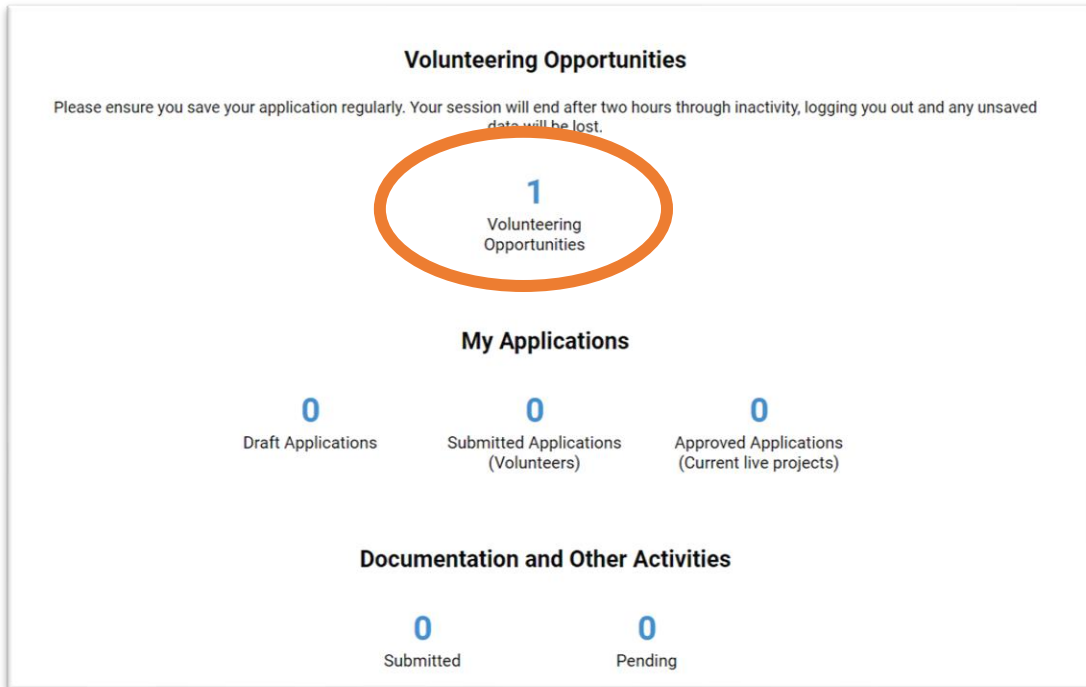 Volunteering Opportunities
Please ensure you save your application regularly. Your session will end after two hours through inactivity, logging you out and any unsaved
data will be lost.
1
Volunteering
Opportunities
My Applications
0 0 0
Draft Applications Submitted Applications Approved Applications
(Volunteers) (Current live projects)
Documentation and Other Activities
0 0
Submitted Pending